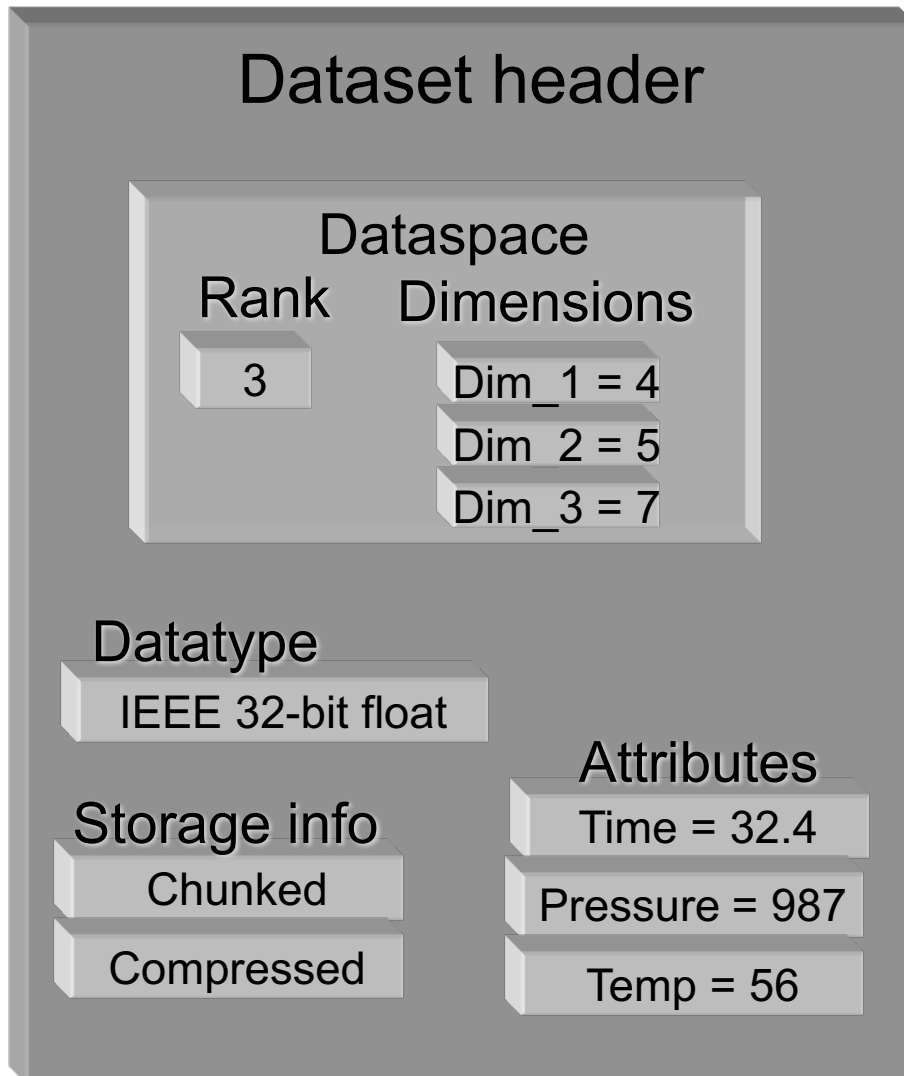 Dataset header
Dataspace
Rank
3
Dimensions
Dim_1 = 4
Dim_2 = 5
Dim_3 = 7
Datatype
IEEE 32-bit float
Storage info
Chunked
Compressed
Attributes
Time = 32.4
Pressure = 987
Temp = 56